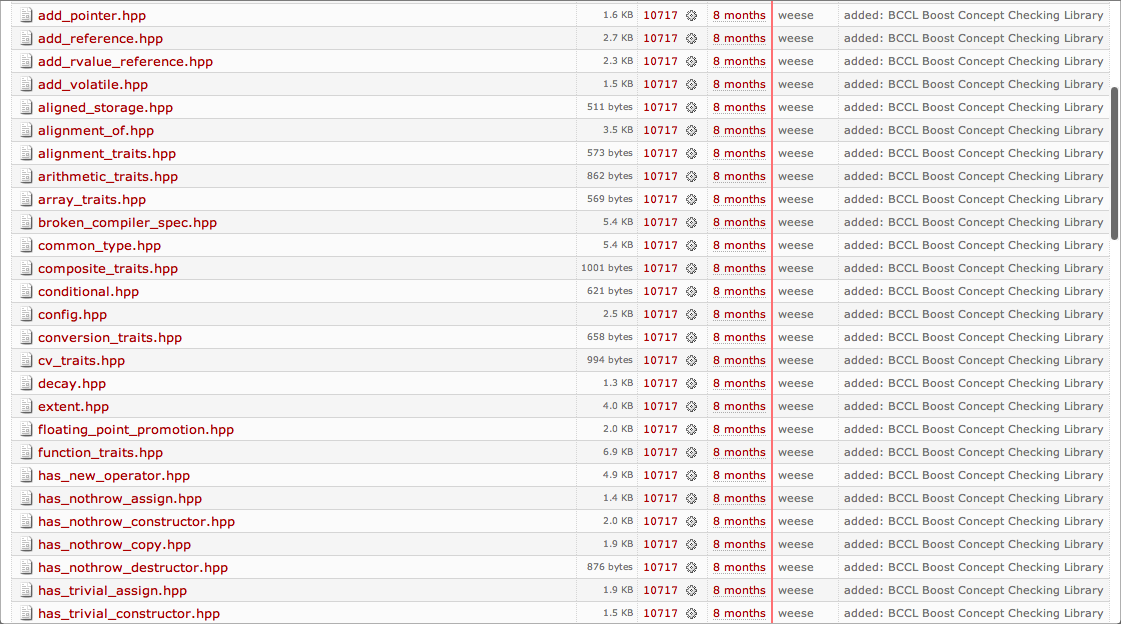 add_pointer.hpp 1.6 KB 10717 8 months weese added: BCCL Boost Concept Checking Library
add_reference.hpp 2.7 KB 10717 8 months weese added: BCCL Boost Concept Checking Library
add_rvalue_reference.hpp 2.3 KB 10717 8 months weese added: BCCL Boost Concept Checking Library
add_volatile.hpp 1.5 KB 10717 8 months weese added: BCCL Boost Concept Checking Library
aligned_storage.hpp 511 bytes 10717 8 months weese added: BCCL Boost Concept Checking Library
alignment_of.hpp 3.5 KB 10717 8 months weese added: BCCL Boost Concept Checking Library
alignment_traits.hpp 573 bytes 10717 8 months weese added: BCCL Boost Concept Checking Library
arithmetic_traits.hpp 862 bytes 10717 8 months weese added: BCCL Boost Concept Checking Library
array_traits.hpp 569 bytes 10717 8 months weese added: BCCL Boost Concept Checking Library
broken_compiler_spec.hpp 5.4 KB 10717 8 months weese added: BCCL Boost Concept Checking Library
common_type.hpp 5.4 KB 10717 8 months weese added: BCCL Boost Concept Checking Library
composite_traits.hpp 1001 bytes 10717 8 months weese added: BCCL Boost Concept Checking Library
conditional.hpp 621 bytes 10717 8 months weese added: BCCL Boost Concept Checking Library
config.hpp 2.5 KB 10717 8 months weese added: BCCL Boost Concept Checking Library
conversion_traits.hpp 658 bytes 10717 8 months weese added: BCCL Boost Concept Checking Library
cv_traits.hpp 994 bytes 10717 8 months weese added: BCCL Boost Concept Checking Library
decay.hpp 1.3 KB 10717 8 months weese added: BCCL Boost Concept Checking Library
extent.hpp 4.0 KB 10717 8 months weese added: BCCL Boost Concept Checking Library
floating_point_promotion.hpp 2.0 KB 10717 8 months weese added: BCCL Boost Concept Checking Library
function_traits.hpp 6.9 KB 10717 8 months weese added: BCCL Boost Concept Checking Library
has_new_operator.hpp 4.9 KB 10717 8 months weese added: BCCL Boost Concept Checking Library
has_nothrow_assign.hpp 1.4 KB 10717 8 months weese added: BCCL Boost Concept Checking Library
has_nothrow_constructor.hpp 2.0 KB 10717 8 months weese added: BCCL Boost Concept Checking Library
has_nothrow_copy.hpp 1.9 KB 10717 8 months weese added: BCCL Boost Concept Checking Library
has_nothrow_destructor.hpp 876 bytes 10717 8 months weese added: BCCL Boost Concept Checking Library
has_trivial_assign.hpp 1.9 KB 10717 8 months weese added: BCCL Boost Concept Checking Library
has_trivial_constructor.hpp 1.5 KB 10717 8 months weese added: BCCL Boost Concept Checking Library